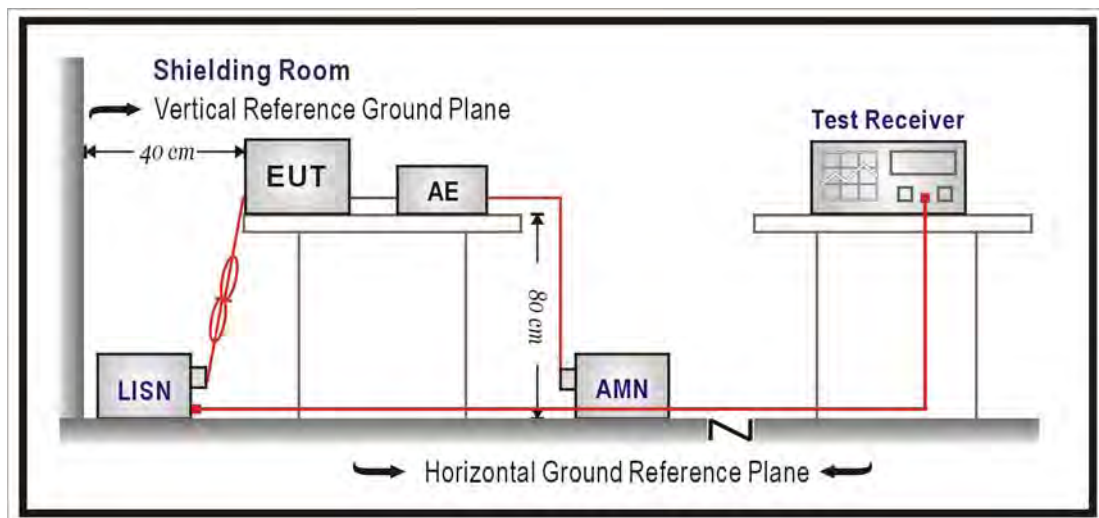 Shielding Room
Vertical Reference Ground Plane
40 cm
EUT
AE
Test Receiver
80 cm
LISN
AMN
Horizontal Ground Reference Plane